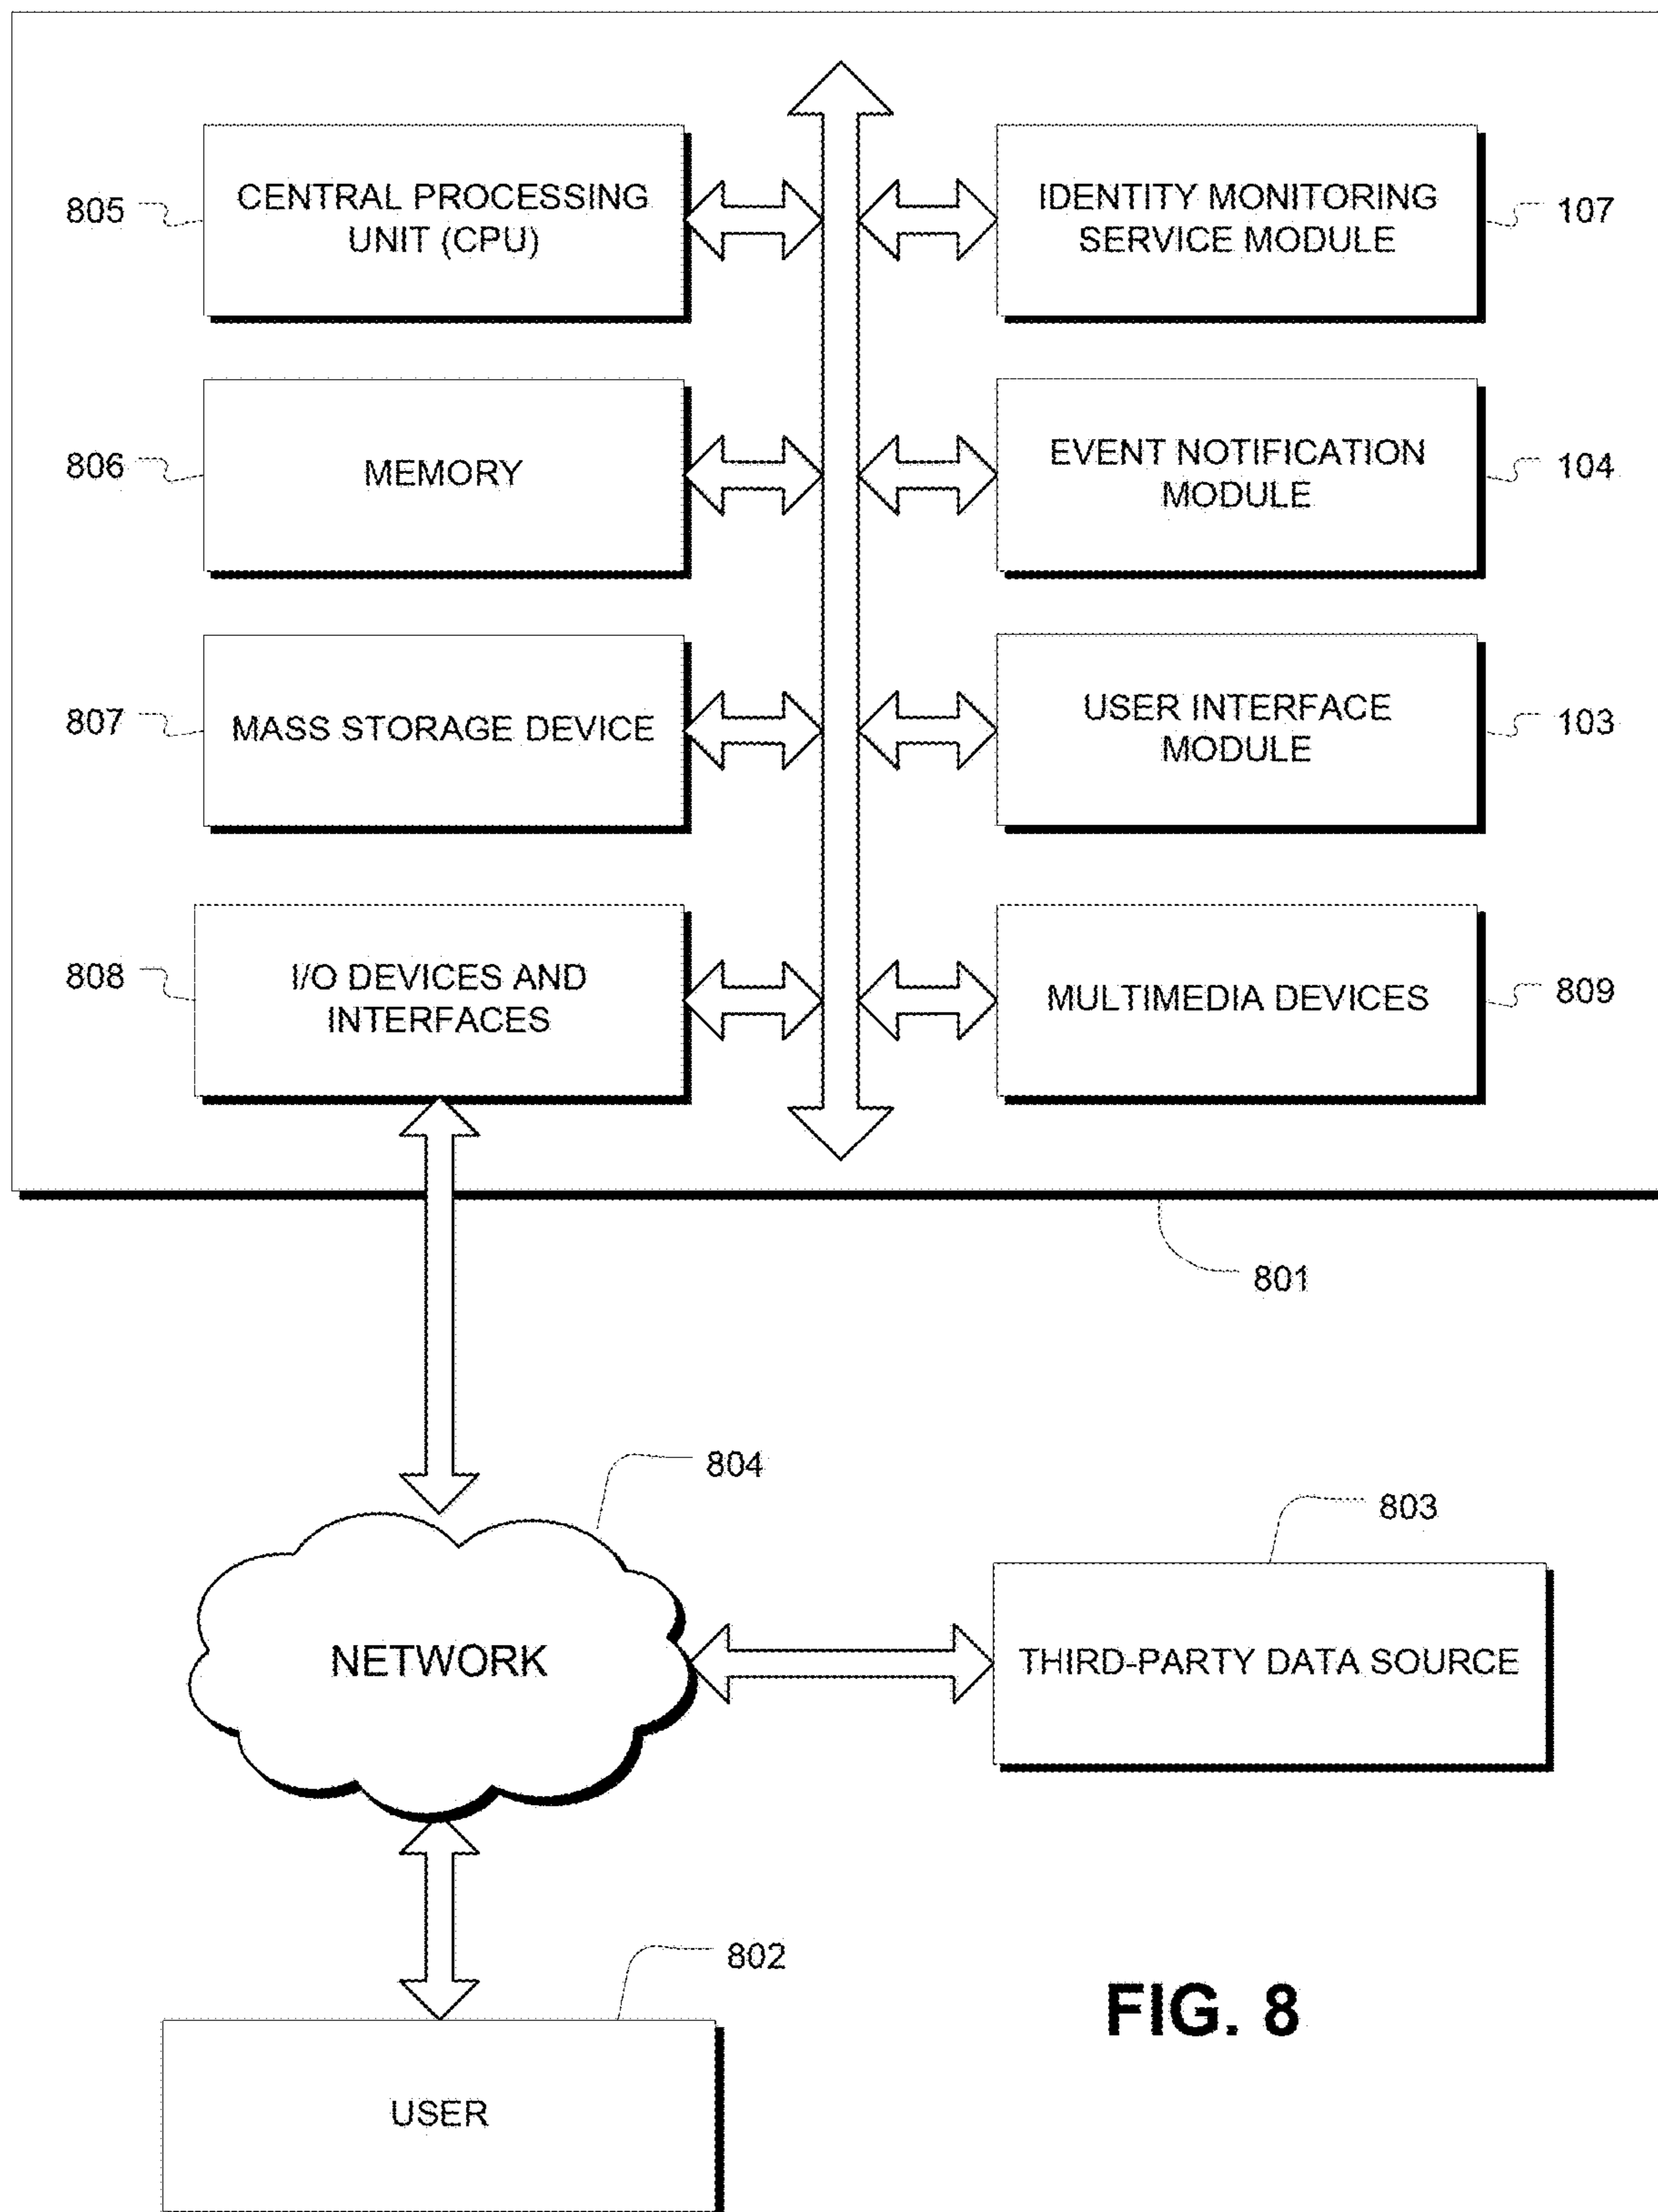 805
CENTRAL PROCESSING
UNIT (CPU)
IDENTITY MONITORING
SERVICE MODULE
107
806
MEMORY
EVENT NOTIFICATION
MODULE
104
807
MASS STORAGE DEVICE
USER INTERFACE
MODULE
103
808
I/O DEVICES AND
INTERFACES
MULTIMEDIA DEVICES
809
801
804
803
NETWORK
THIRD-PARTY DATA SOURCE
802
USER
FIG. 8